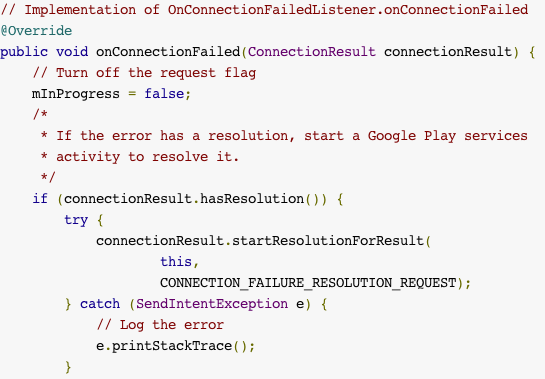 // Implementation of OnConnectionFailedListener.onConnectionFailed
@Override
public void onConnectionFailed(ConnectionResult connectionResult) {
    // Turn off the request flag
    mInProgress = false;
    /*
     * If the error has a resolution, start a Google Play services
     * activity to resolve it.
     */
    if (connectionResult.hasResolution()) {
        try {
            connectionResult.startResolutionForResult(
                    this,
                    CONNECTION_FAILURE_RESOLUTION_REQUEST);
        } catch (SendIntentException e) {
            // Log the error
            e.printStackTrace();
        }